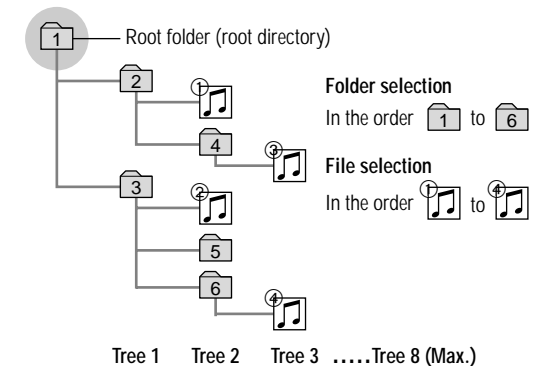 1 Root folder (root directory)
2 ①
Folder selection
In the order 1 to 6
4 ③
File selection
3 ②
In the order ① to ④
5
6 ④
Tree 1 Tree 2 Tree 3 .....Tree 8 (Max.)